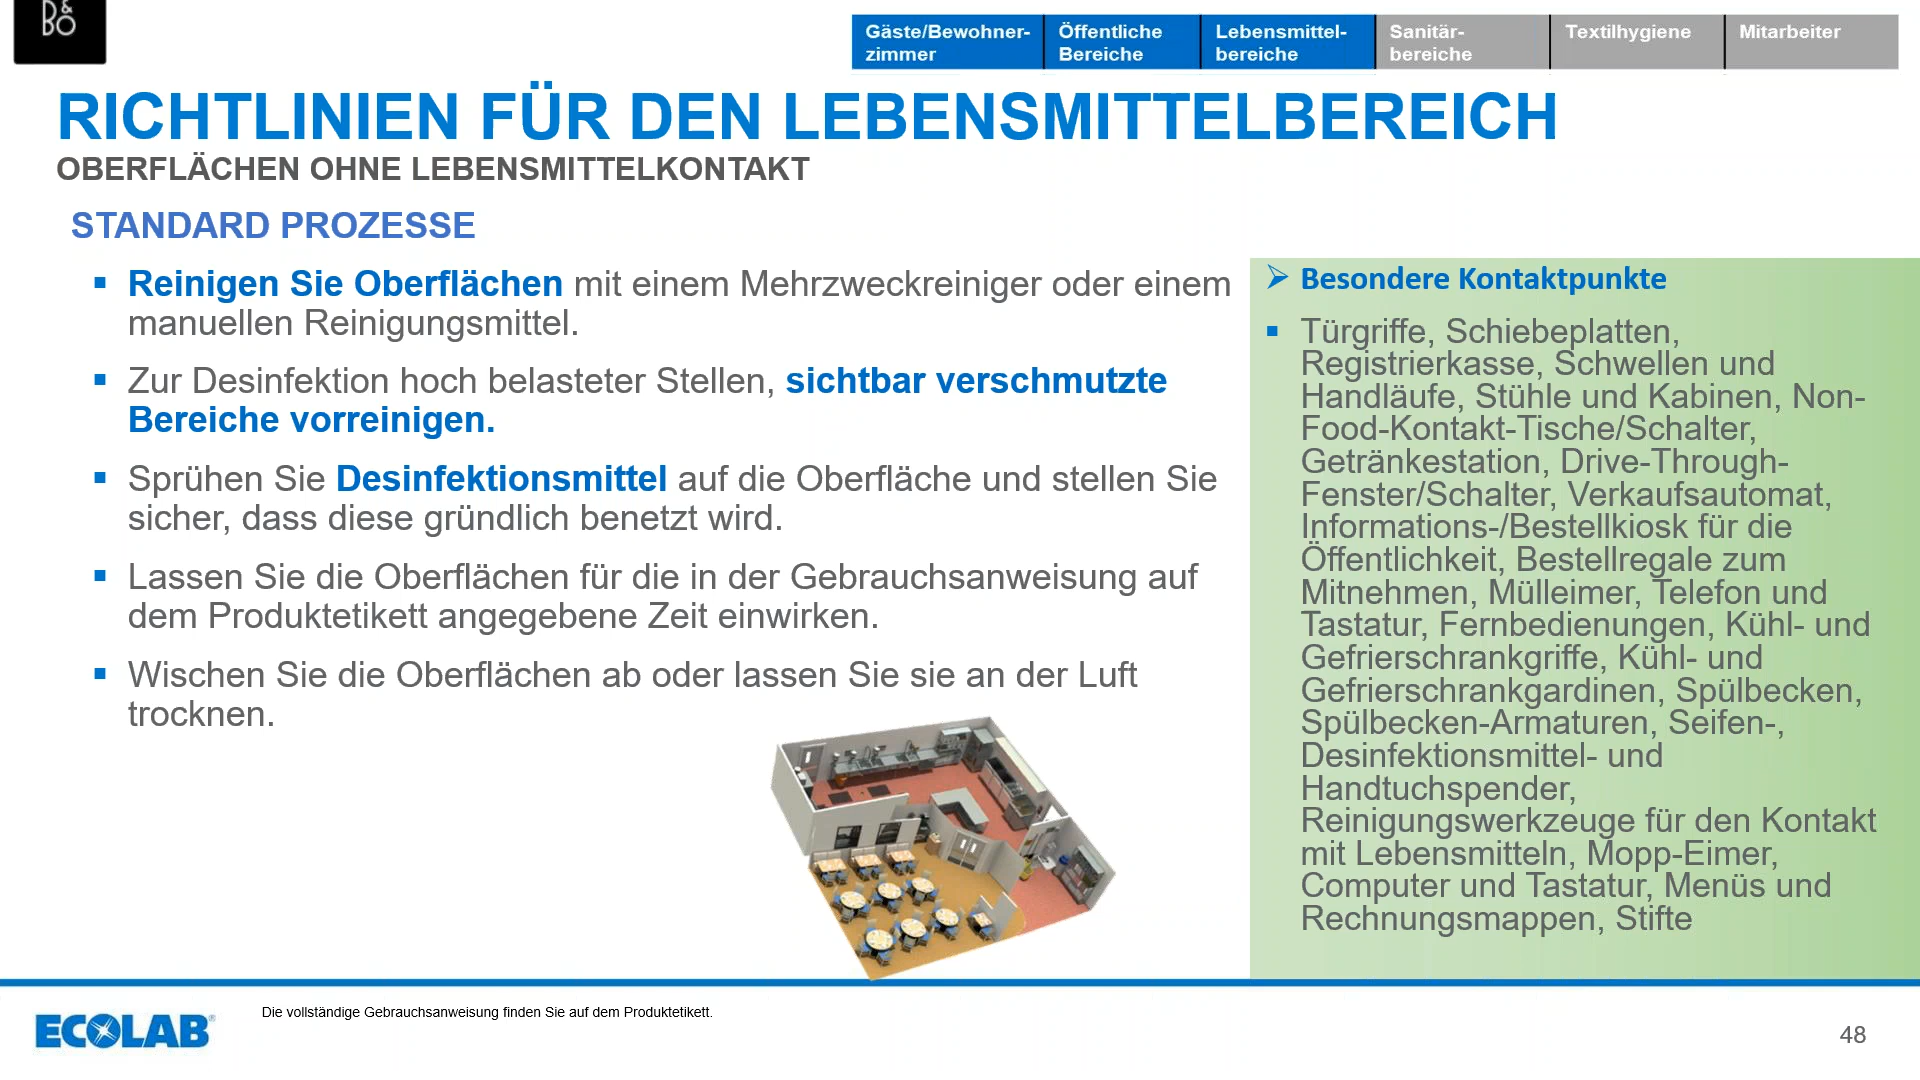 B&O
Gäste/Bewohner-
zimmer
Öffentliche
Bereiche
Lebensmittel-
bereiche
Sanitär-
bereiche
Textilhygiene
Mitarbeiter
RICHTLINIEN FÜR DEN LEBENSMITTELBEREICH
OBERFLÄCHEN OHNE LEBENSMITTELKONTAKT
STANDARD PROZESSE
▪ Reinigen Sie Oberflächen mit einem Mehrzweckreiniger oder einem
manuellen Reinigungsmittel.
▪ Zur Desinfektion hoch belasteter Stellen, sichtbar verschmutzte
Bereiche vorreinigen.
▪ Sprühen Sie Desinfektionsmittel auf die Oberfläche und stellen Sie
sicher, dass diese gründlich benetzt wird.
▪ Lassen Sie die Oberflächen für die in der Gebrauchsanweisung auf
dem Produktetikett angegebene Zeit einwirken.
▪ Wischen Sie die Oberflächen ab oder lassen Sie sie an der Luft
trocknen.
➢ Besondere Kontaktpunkte
▪ Türgriffe, Schiebeplatten,
Registrierkasse, Schwellen und
Handläufe, Stühle und Kabinen, Non-
Food-Kontakt-Tische/Schalter,
Getränkestation, Drive-Through-
Fenster/Schalter, Verkaufsautomat,
Informations-/Bestellkiosk für die
Öffentlichkeit, Bestellregale zum
Mitnehmen, Mülleimer, Telefon und
Tastatur, Fernbedienungen, Kühl- und
Gefrierschrankgriffe, Kühl- und
Gefrierschrankgardinen, Spülbecken,
Spülbecken-Armaturen, Seifen-,
Desinfektionsmittel- und
Handtuchspender,
Reinigungswerkzeuge für den Kontakt
mit Lebensmitteln, Mopp-Eimer,
Computer und Tastatur, Menüs und
Rechnungsmappen, Stifte
ECOLAB®
Die vollständige Gebrauchsanweisung finden Sie auf dem Produktetikett.
48